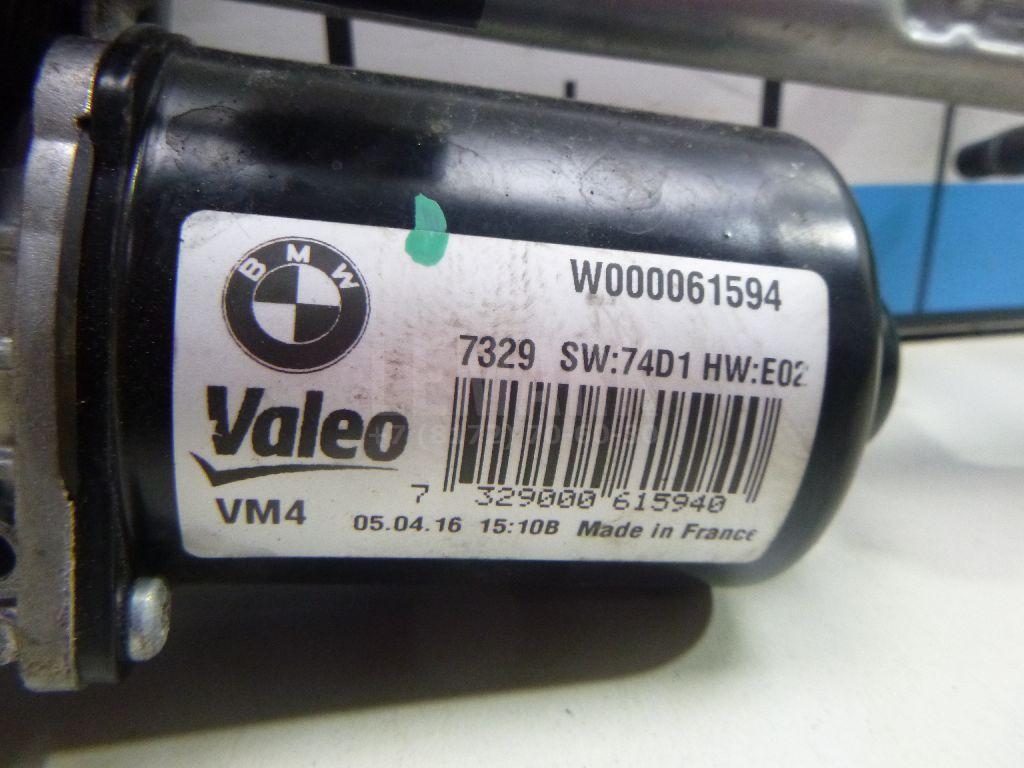 BMW
W000061594
7329 SW:74D1 HW:E02
Valeo
7 329000 615940
VM4 05.04.16 15:10B Made in France